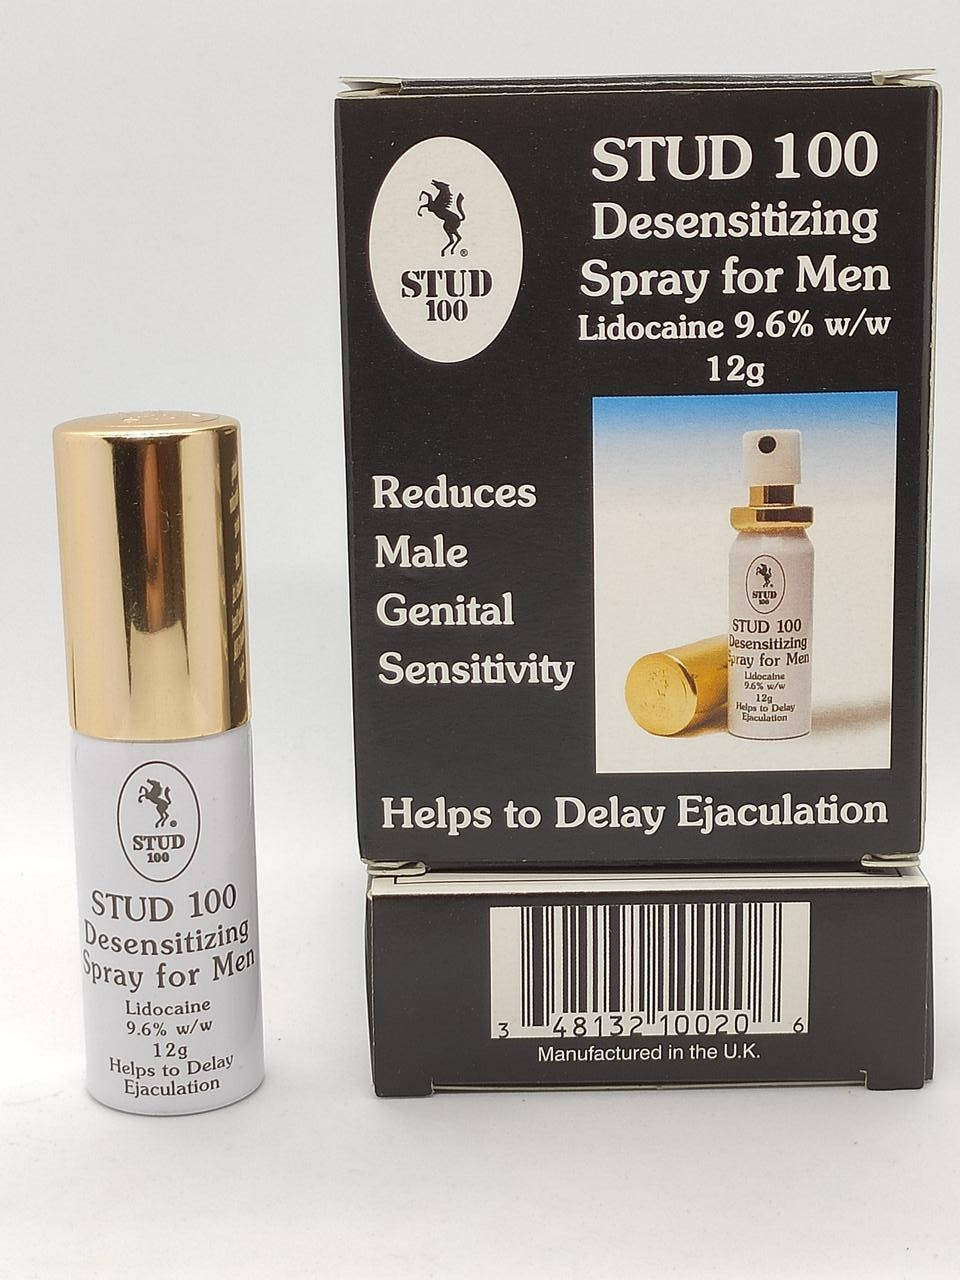 STUD
100
STUD 100
Desensitizing
Spray for Men
Lidocaine 9.6% w/w
12g
Reduces
Male
Genital
Sensitivity
STUD
100
STUD 100
Desensitizing
Spray for Men
Lidocaine
9.6% w/w
12g
Helps to Delay
Ejaculation
Helps to Delay Ejaculation
3 48132 10020 6
Manufactured in the U.K.
STUD
100
STUD 100
Desensitizing
Spray for Men
Lidocaine
9.6% w/w
12g
Helps to Delay
Ejaculation